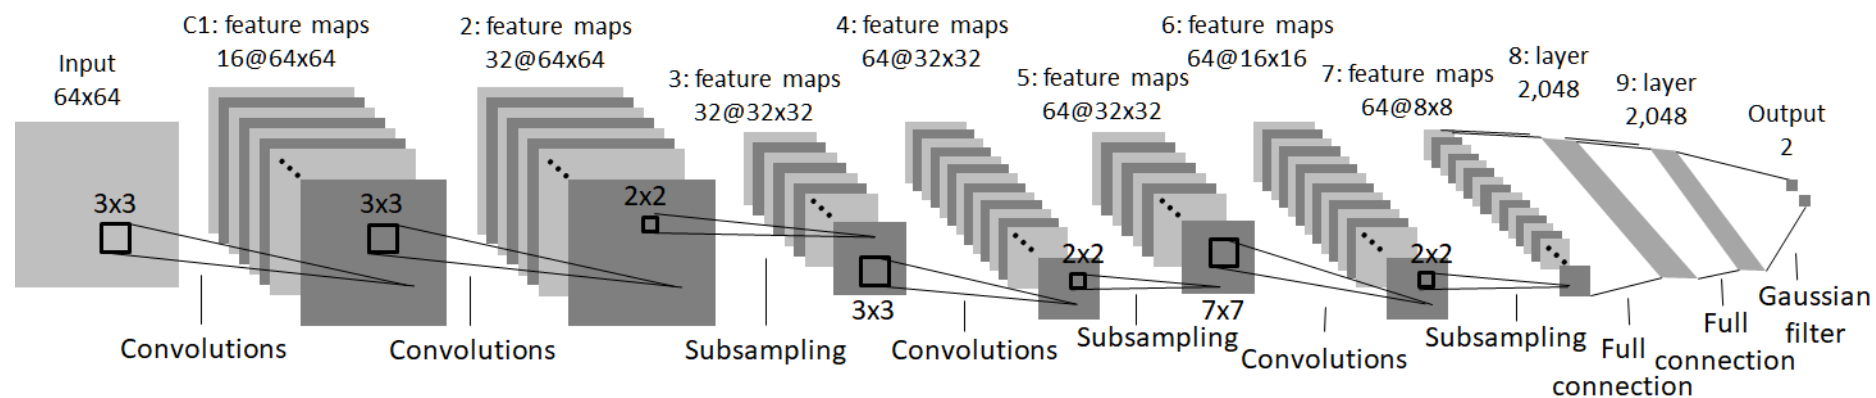 Input
64x64
C1: feature maps
16@64x64
2: feature maps
32@64x64
3: feature maps
32@32x32
4: feature maps
64@32x32
5: feature maps
64@32x32
6: feature maps
64@16x16
7: feature maps
64@8x8
8: layer
2,048
9: layer
2,048
Output
2
3x3
3x3
2x2
3x3
2x2
7x7
2x2
Convolutions
Convolutions
Subsampling
Convolutions
Subsampling
Convolutions
Subsampling
Full
connection
Full
connection
Gaussian
filter